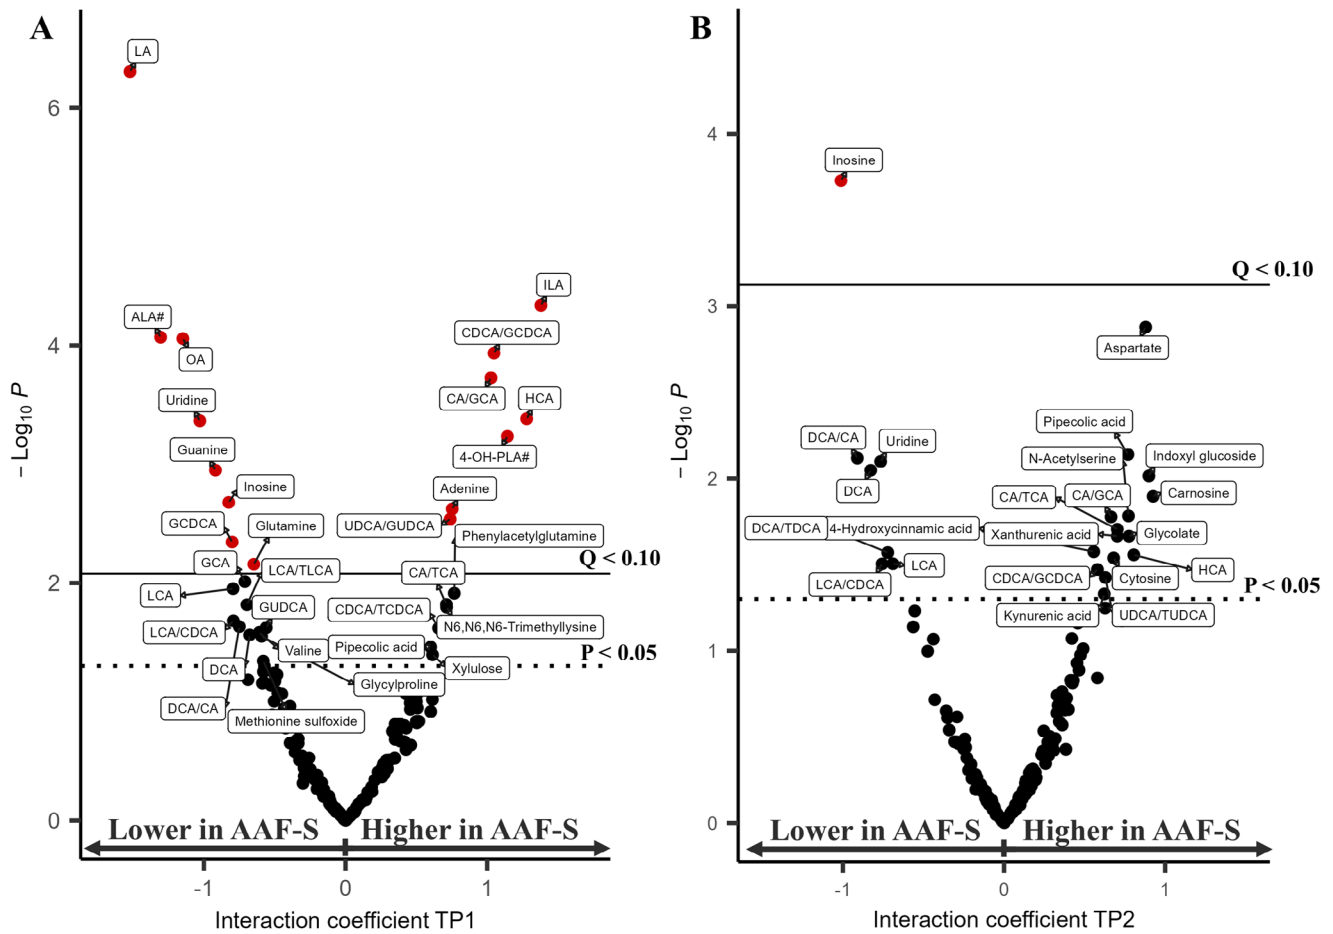 A
LA
6
ILA
ALA#
CDCA/GCDCA
OA
4
CA/GCA
HCA
Uridine
Guanine
4-OH-PLA#
Inosine
Adenine
GCDCA
Glutamine
UDCA/GUDCA
Phenylacetylglutamine
Q < 0.10
GCA
LCA/TLCA
CA/TCA
2
LCA
GUDCA
CDCA/TCDCA
LCA/CDCA
N6,N6,N6-Trimethyllysine
Valine
Pipecolic acid
P < 0.05
DCA
Xylulose
Glycylproline
DCA/CA
Methionine sulfoxide
0
Lower in AAF-S
Higher in AAF-S
-1
0
1
− Log10 P
Interaction coefficient TP1
B
4
Inosine
Q < 0.10
3
Aspartate
Pipecolic acid
DCA/CA
Uridine
N-Acetylserine
Indoxyl glucoside
2
DCA
CA/TCA
CA/GCA
Carnosine
DCA/TDCA
4-Hydroxycinnamic acid
Xanthurenic acid
Glycolate
LCA
HCA
LCA/CDCA
CDCA/GCDCA
Cytosine
P < 0.05
Kynurenic acid
UDCA/TUDCA
1
0
Lower in AAF-S
Higher in AAF-S
-1
0
1
− Log10 P
Interaction coefficient TP2